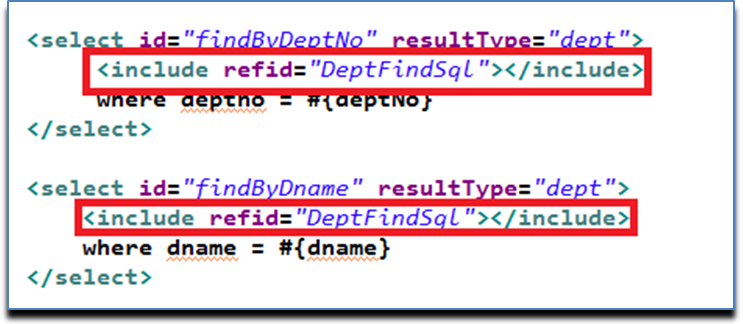 <select id="findByDeptNo" resultType="dept">
<include refid="DeptFindSql"></include>
where deptno = #{deptNo}
</select>
<select id="findByDname" resultType="dept">
<include refid="DeptFindSql"></include>
where dname = #{dname}
</select>